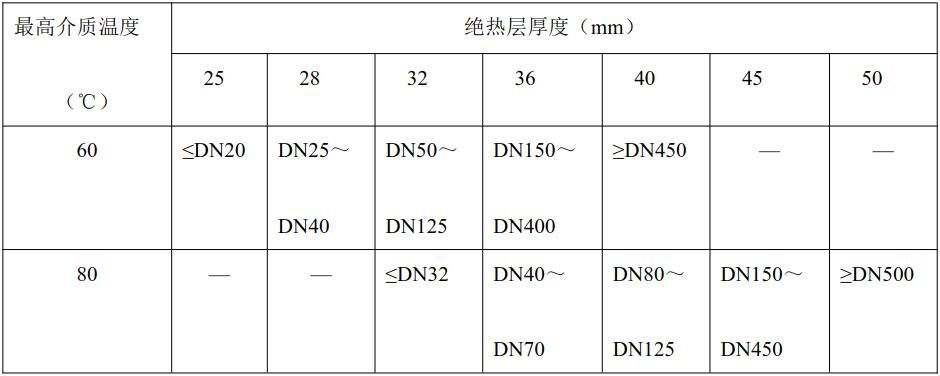 最高介质温度
（℃）
绝热层厚度（mm）
25 28 32 36 40 45 50
60 ≤DN20 DN25～ DN50～ DN150～ ≥DN450 — —
DN40 DN125 DN400
80 — — ≤DN32 DN40～ DN80～ DN150～ ≥DN500
DN70 DN125 DN450